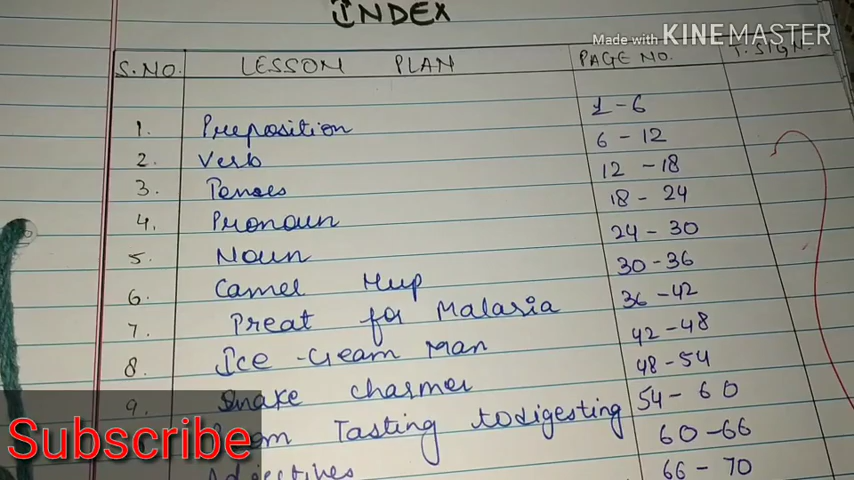 INDEX
Made with KINEMASTER
S.NO. LESSON PLAN PAGE NO. T. SIGN.
1. Preposition 1-6
2. Verb 6-12
3. Tenses 12-18
4. Pronoun 18-24
5. Noun 24-30
6. Camel Hup 30-36
7. Preat for Malaria 36-42
8. Ice-Cream Man 42-48
9. Snake charmer 48-54
Tasting to digesting 54-60
Adjectives 60-66
66-70
Subscribe